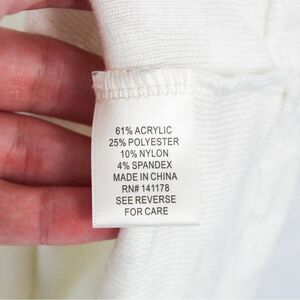 61% ACRYLIC
25% POLYESTER
10% NYLON
4% SPANDEX
MADE IN CHINA
RN# 141178
SEE REVERSE
FOR CARE